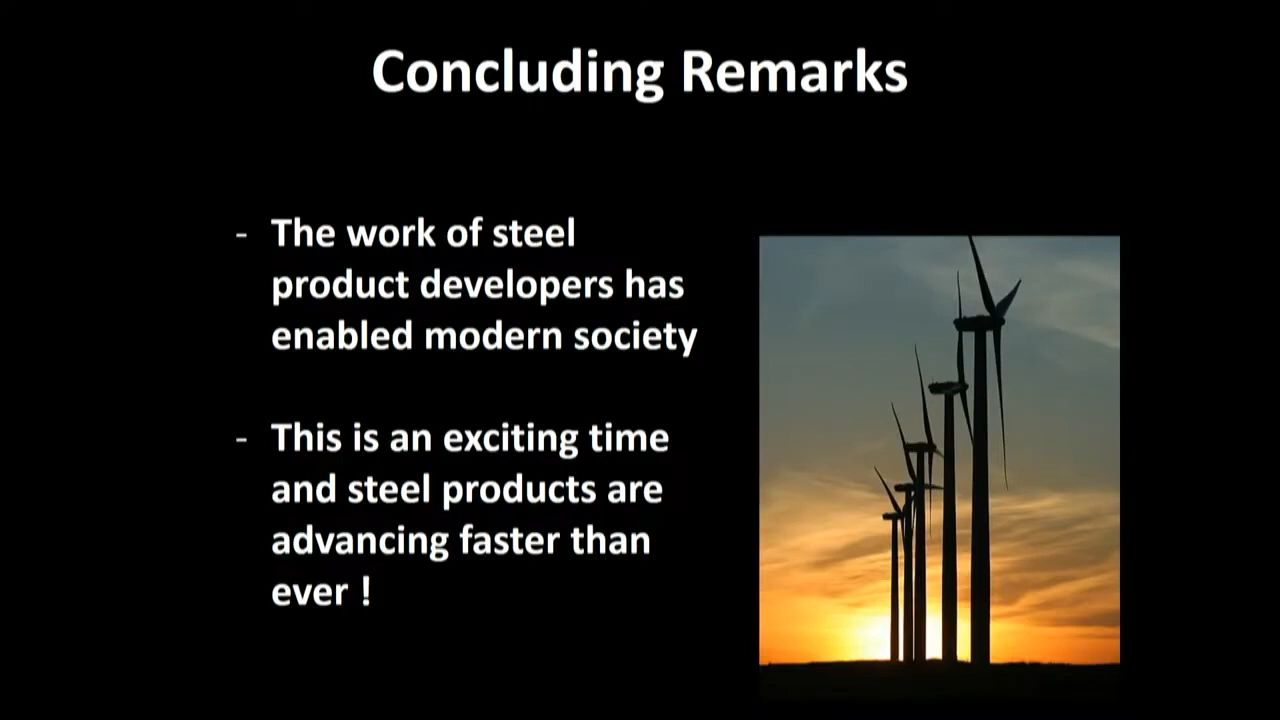 Concluding Remarks
- The work of steel
product developers has
enabled modern society
- This is an exciting time
and steel products are
advancing faster than
ever !